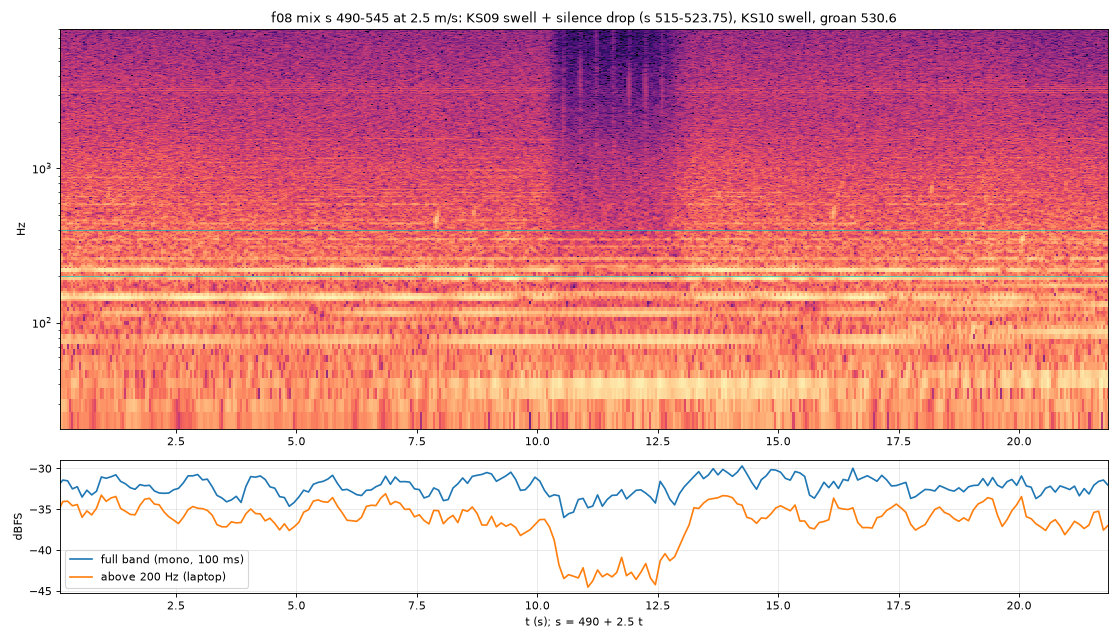 f08 mix s 490-545 at 2.5 m/s: KS09 swell + silence drop (s 515-523.75), KS10 swell, groan 530.6
Hz
10³
10²
2.5 5.0 7.5 10.0 12.5 15.0 17.5 20.0
dBFS
−30
−35
−40
−45
full band (mono, 100 ms)
above 200 Hz (laptop)
2.5 5.0 7.5 10.0 12.5 15.0 17.5 20.0
t (s); s = 490 + 2.5 t